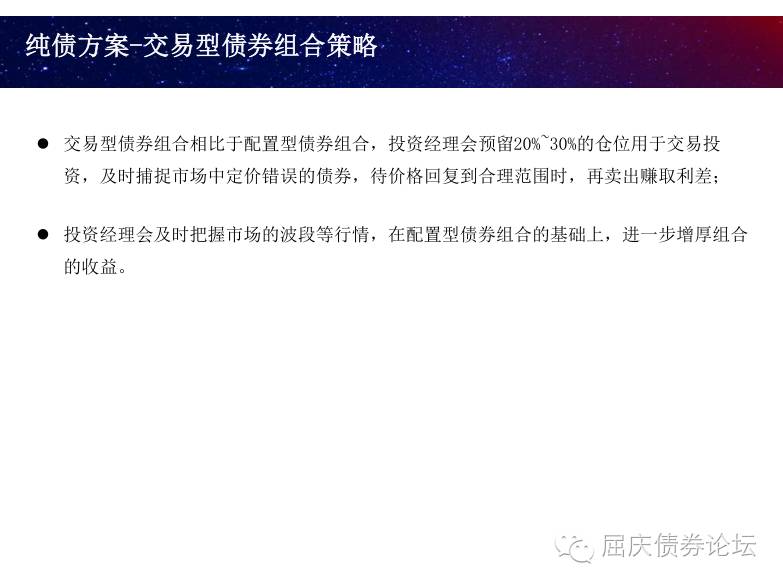 纯债方案-交易型债券组合策略
● 交易型债券组合相比于配置型债券组合，投资经理会预留20%~30%的仓位用于交易投
资，及时捕捉市场中定价错误的债券，待价格回复到合理范围时，再卖出赚取利差；
● 投资经理会及时把握市场的波段等行情，在配置型债券组合的基础上，进一步增厚组合
的收益。
屈庆债券论坛